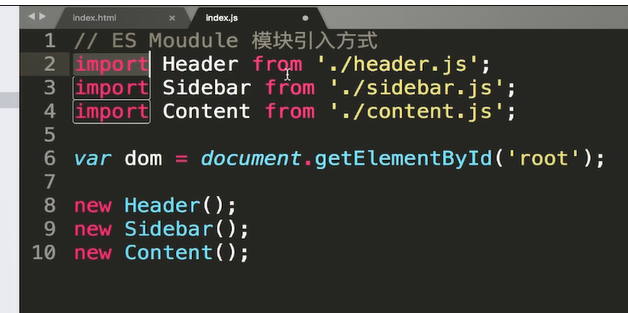 index.html
index.js
1 // ES Moudule 模块引入方式
2 import Header from './header.js';
3 import Sidebar from './sidebar.js';
4 import Content from './content.js';
5
6 var dom = document.getElementById('root');
7
8 new Header();
9 new Sidebar();
10 new Content();